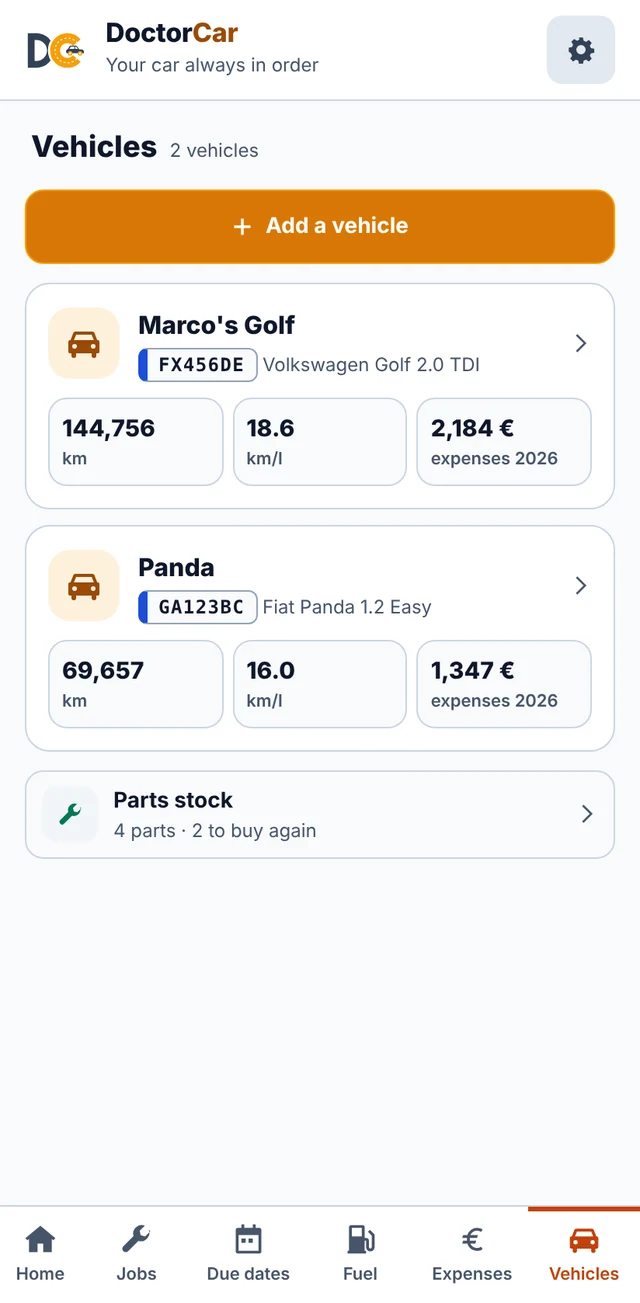 DC
DoctorCar
Your car always in order
Vehicles 2 vehicles
+ Add a vehicle
Marco's Golf
FX456DE Volkswagen Golf 2.0 TDI
144,756 18.6 2,184 €
km km/l expenses 2026
Panda
GA123BC Fiat Panda 1.2 Easy
69,657 16.0 1,347 €
km km/l expenses 2026
Parts stock
4 parts · 2 to buy again
Home Jobs Due dates Fuel Expenses Vehicles